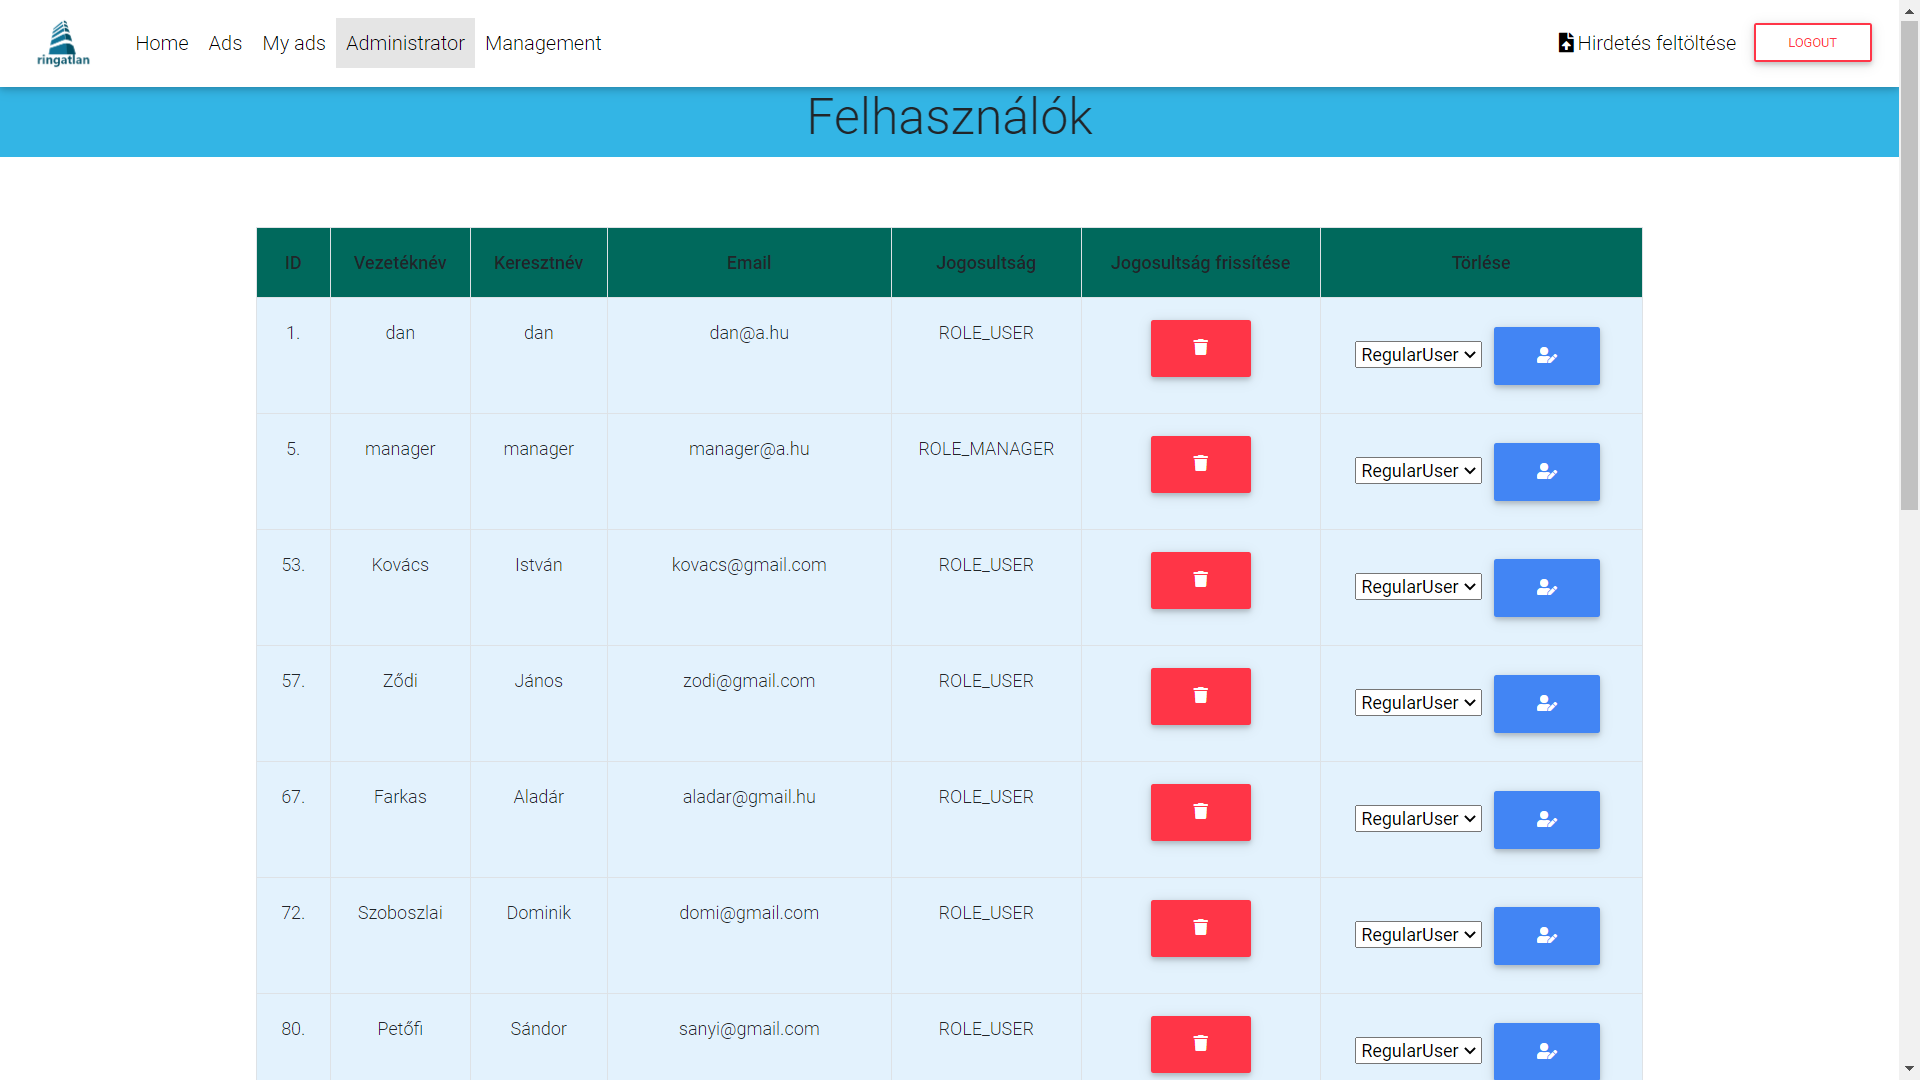 ringatlan
Home Ads My ads Administrator Management Hirdetés feltöltése LOGOUT
Felhasználók
ID Vezetéknév Keresztnév Email Jogosultság Jogosultság frissítése Törlése
1. dan dan dan@a.hu ROLE_USER RegularUser
5. manager manager manager@a.hu ROLE_MANAGER RegularUser
53. Kovács István kovacs@gmail.com ROLE_USER RegularUser
57. Ződi János zodi@gmail.com ROLE_USER RegularUser
67. Farkas Aladár aladar@gmail.hu ROLE_USER RegularUser
72. Szoboszlai Dominik domi@gmail.com ROLE_USER RegularUser
80. Petőfi Sándor sanyi@gmail.com ROLE_USER RegularUser